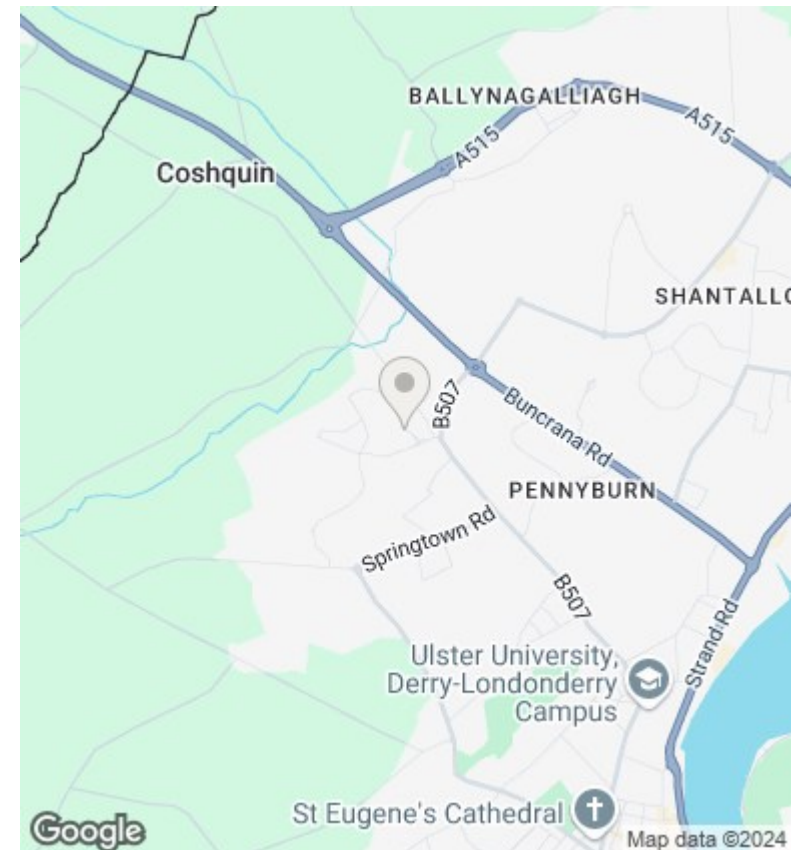 BALLYNAGALLIAGH
A515
A515
Coshquin
SHANTALLO
B507
Buncrana Rd
PENNYBURN
Springtown Rd
B507
Strand Rd
Ulster University,
Derry-Londonderry
Campus
St Eugene's Cathedral
Google
Map data ©2024